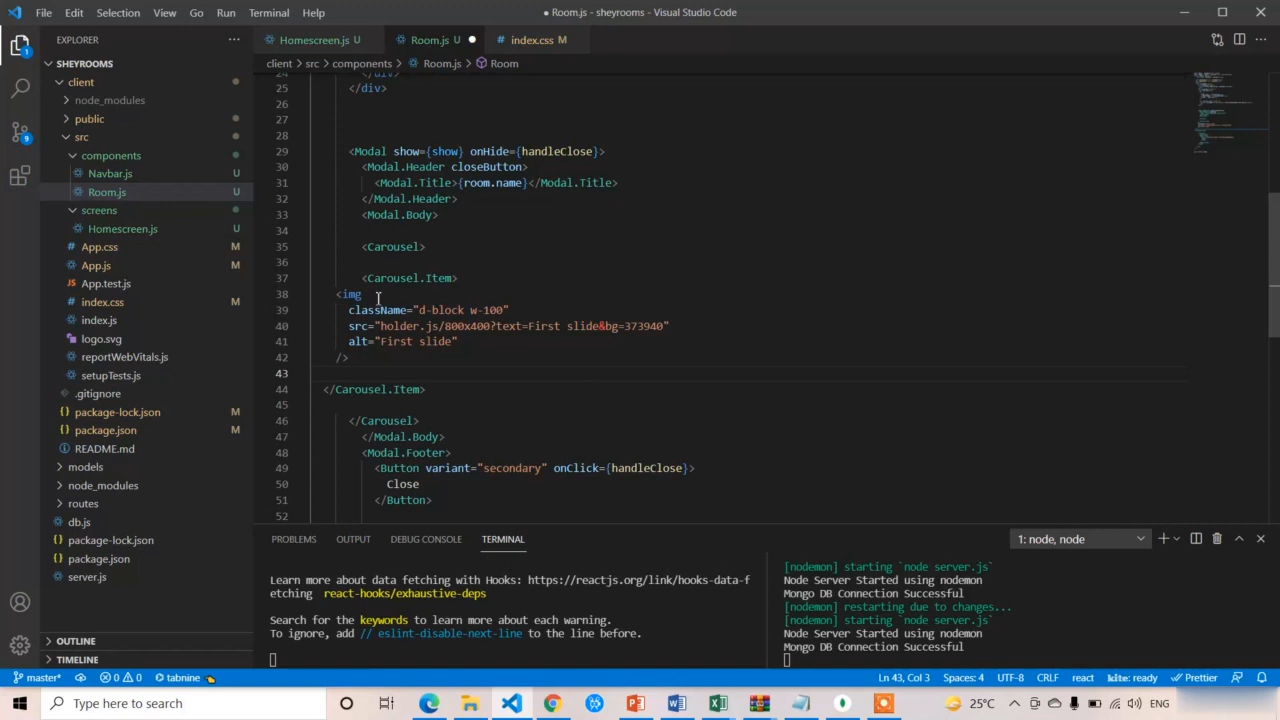 File Edit Selection View Go Run Terminal Help
● Room.js - sheyrooms - Visual Studio Code
EXPLORER
Homescreen.js U
Room.js U
index.css M
client > src > components > Room.js > Room
SHEYROOMS
client
node_modules
public
src
components
Navbar.js U
Room.js U
screens
Homescreen.js U
App.css M
App.js M
App.test.js
index.css M
index.js
logo.svg
reportWebVitals.js
setupTests.js
.gitignore
package-lock.json M
package.json M
README.md
models
node_modules
routes
db.js
package-lock.json
package.json
server.js
OUTLINE
TIMELINE
24 </div>
25 </div>
26
27
28
29 <Modal show={show} onHide={handleClose}>
30 <Modal.Header closeButton>
31 <Modal.Title>{room.name}</Modal.Title>
32 </Modal.Header>
33 <Modal.Body>
34
35 <Carousel>
36
37 <Carousel.Item>
38 <img
39 className="d-block w-100"
40 src="holder.js/800x400?text=First slide&bg=373940"
41 alt="First slide"
42 />
43
44 </Carousel.Item>
45
46 </Carousel>
47 </Modal.Body>
48 <Modal.Footer>
49 <Button variant="secondary" onClick={handleClose}>
50 Close
51 </Button>
52
PROBLEMS OUTPUT DEBUG CONSOLE TERMINAL
1: node, node
Learn more about data fetching with Hooks: https://reactjs.org/link/hooks-data-f
etching react-hooks/exhaustive-deps
Search for the keywords to learn more about each warning.
To ignore, add // eslint-disable-next-line to the line before.
[nodemon] starting `node server.js`
Node Server Started using nodemon
Mongo DB Connection Successful
[nodemon] restarting due to changes...
[nodemon] starting `node server.js`
Node Server Started using nodemon
Mongo DB Connection Successful
master* 0 0 tabnine
Ln 43, Col 3 Spaces: 4 UTF-8 CRLF react kite: ready Prettier
Type here to search
25°C ENG